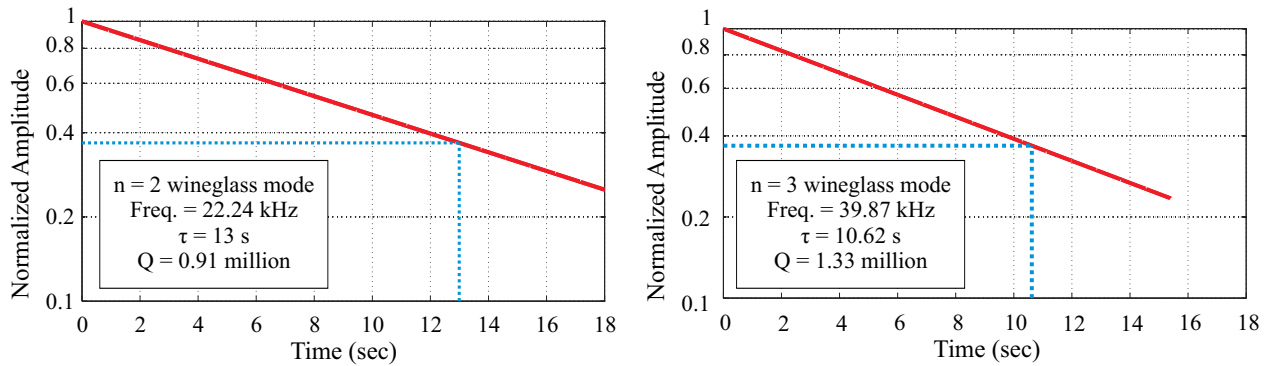 Normalized Amplitude
1
0.8
0.6
0.4
0.2
0.1
n = 2 wineglass mode
Freq. = 22.24 kHz
τ = 13 s
Q = 0.91 million
0 2 4 6 8 10 12 14 16 18
Time (sec)
Normalized Amplitude
1
0.8
0.6
0.4
0.2
0.1
n = 3 wineglass mode
Freq. = 39.87 kHz
τ = 10.62 s
Q = 1.33 million
0 2 4 6 8 10 12 14 16 18
Time (sec)